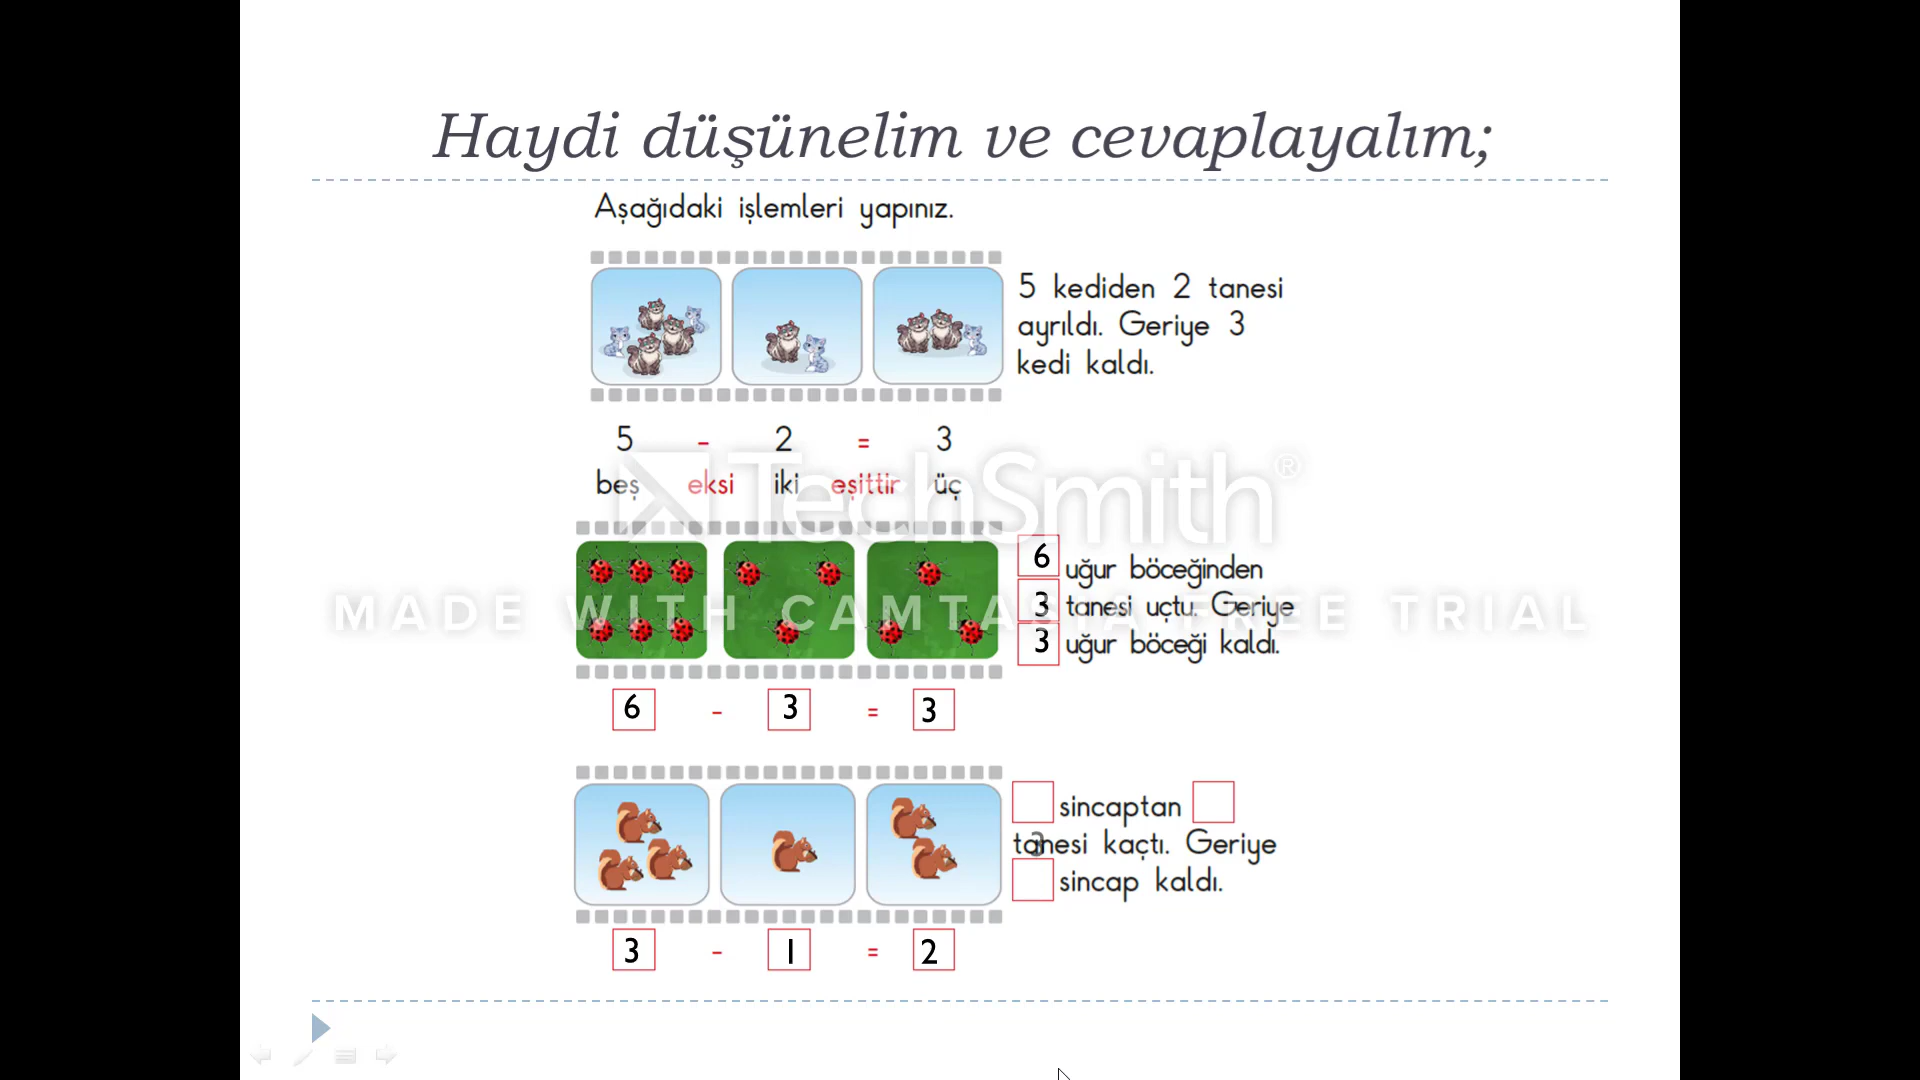 Haydi düşünelim ve cevaplayalım;
Aşağıdaki işlemleri yapınız.
5 kediden 2 tanesi
ayrıldı. Geriye 3
kedi kaldı.
5 - 2 = 3
beş eksi iki eşittir üç
TechSmith®
MADE WITH CAMTASIA FREE TRIAL
6 uğur böceğinden
3 tanesi uçtu. Geriye
3 uğur böceği kaldı.
6 - 3 = 3
sincaptan
tanesi kaçtı. Geriye
sincap kaldı.
3 - 1 = 2